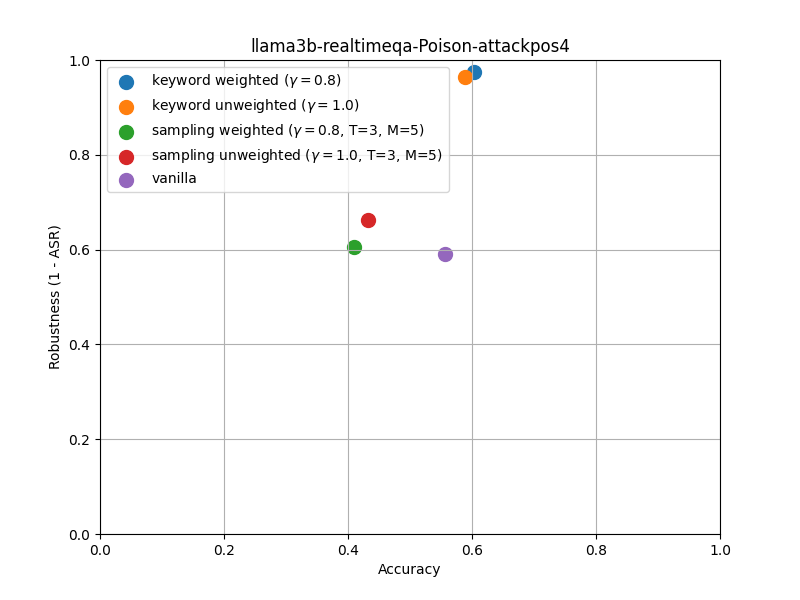 llama3b-realtimeqa-Poison-attackpos4
keyword weighted (γ = 0.8)
keyword unweighted (γ = 1.0)
sampling weighted (γ = 0.8, T=3, M=5)
sampling unweighted (γ = 1.0, T=3, M=5)
vanilla
Robustness (1 - ASR)
1.0
0.8
0.6
0.4
0.2
0.0
0.0 0.2 0.4 0.6 0.8 1.0
Accuracy